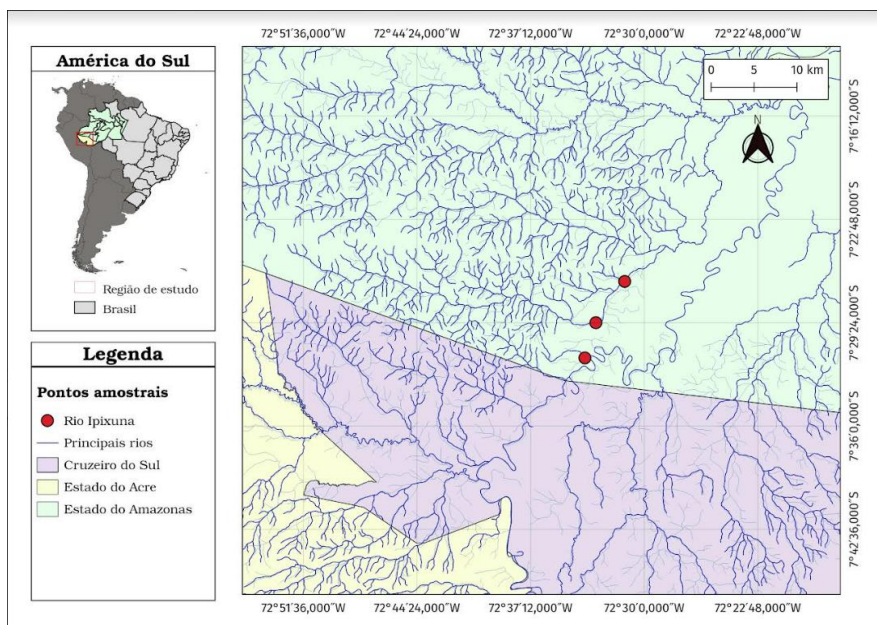 América do Sul
Região de estudo
Brasil
Legenda
Pontos amostrais
Rio Ipixuna
Principais rios
Cruzeiro do Sul
Estado do Acre
Estado do Amazonas
72°51'36,000"W 72°44'24,000"W 72°37'12,000"W 72°30'0,000"W 72°22'48,000"W
0 5 10 km
N
7°16'12,000"S
7°22'48,000"S
7°29'24,000"S
7°36'0,000"S
7°42'36,000"S
72°51'36,000"W 72°44'24,000"W 72°37'12,000"W 72°30'0,000"W 72°22'48,000"W